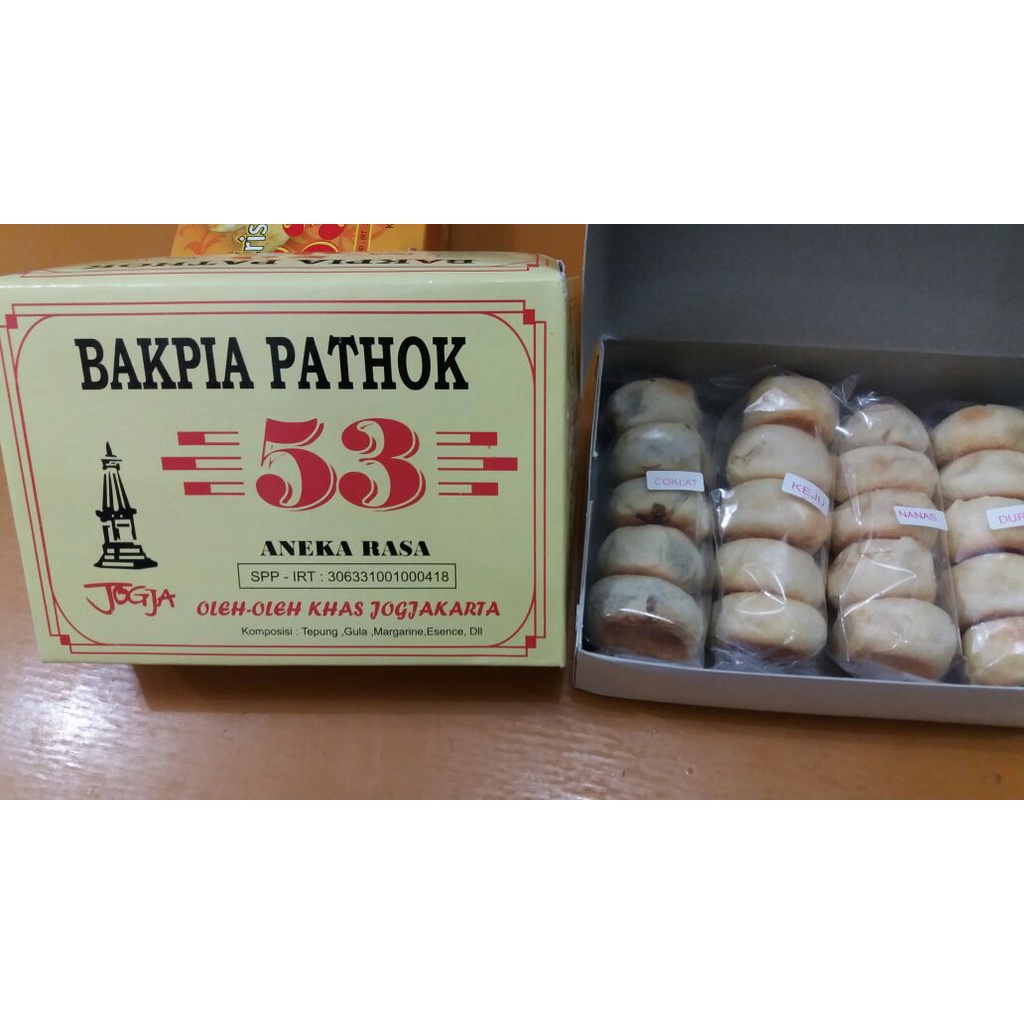 BAKPIA PATHOK
BAKPIA PATHOK
53
ANEKA RASA
SPP - IRT : 306331001000418
JOGJA
OLEH-OLEH KHAS JOGJAKARTA
Komposisi : Tepung ,Gula ,Margarine,Esence, Dll
COKLAT
KEJU
NANAS